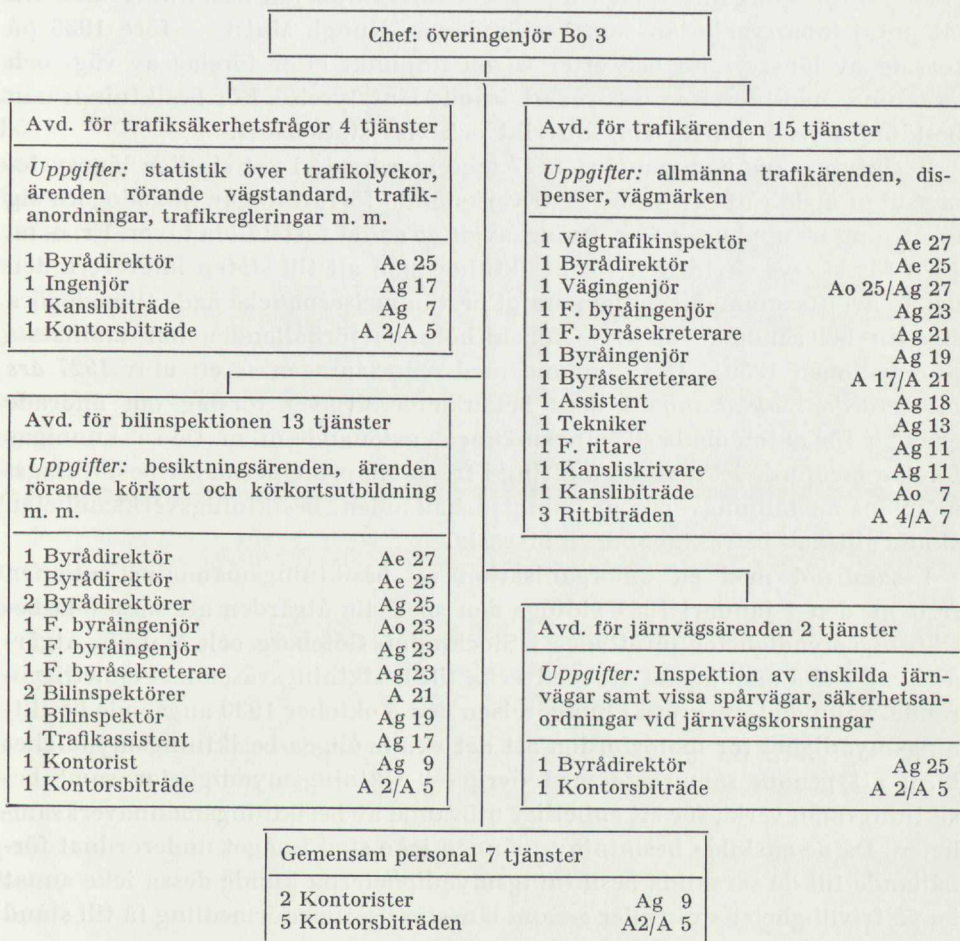 Chef: överingenjör Bo 3
Avd. för trafiksäkerhetsfrågor 4 tjänster
Uppgifter: statistik över trafikolyckor,
ärenden rörande vägstandard, trafik-
anordningar, trafikregleringar m. m.
1 Byrådirektör Ae 25
1 Ingenjör Ag 17
1 Kanslibiträde Ag 7
1 Kontorsbiträde A 2/A 5
Avd. för trafikärenden 15 tjänster
Uppgifter: allmänna trafikärenden, dis-
penser, vägmärken
1 Vägtrafikinspektör Ae 27
1 Byrådirektör Ae 25
1 Vägingenjör Ao 25/Ag 27
1 F. byråingenjör Ag 23
1 F. byråsekreterare Ag 21
1 Byråingenjör Ag 19
1 Byråsekreterare A 17/A 21
1 Assistent Ag 18
1 Tekniker Ag 13
1 F. ritare Ag 11
1 Kansliskrivare Ag 11
1 Kanslibiträde Ao 7
3 Ritbiträden A 4/A 7
Avd. för bilinspektionen 13 tjänster
Uppgifter: besiktningsärenden, ärenden
rörande körkort och körkortsutbildning
m. m.
1 Byrådirektör Ae 27
1 Byrådirektör Ae 25
2 Byrådirektörer Ag 25
1 F. byråingenjör Ag 23
1 F. byråingenjör Ag 23
1 F. byråsekreterare Ag 23
2 Bilinspektörer A 21
1 Bilinspektör Ag 19
1 Trafikassistent Ag 17
1 Kontorist Ag 9
1 Kontorsbiträde A 2/A 5
Avd. för järnvägsärenden 2 tjänster
Uppgifter: Inspektion av enskilda järn-
vägar samt vissa spårvägar, säkerhetsan-
ordningar vid järnvägskorsningar
1 Byrådirektör Ag 25
1 Kontorsbiträde A 2/A 5
Gemensam personal 7 tjänster
2 Kontorister Ag 9
5 Kontorsbiträden A2/A 5